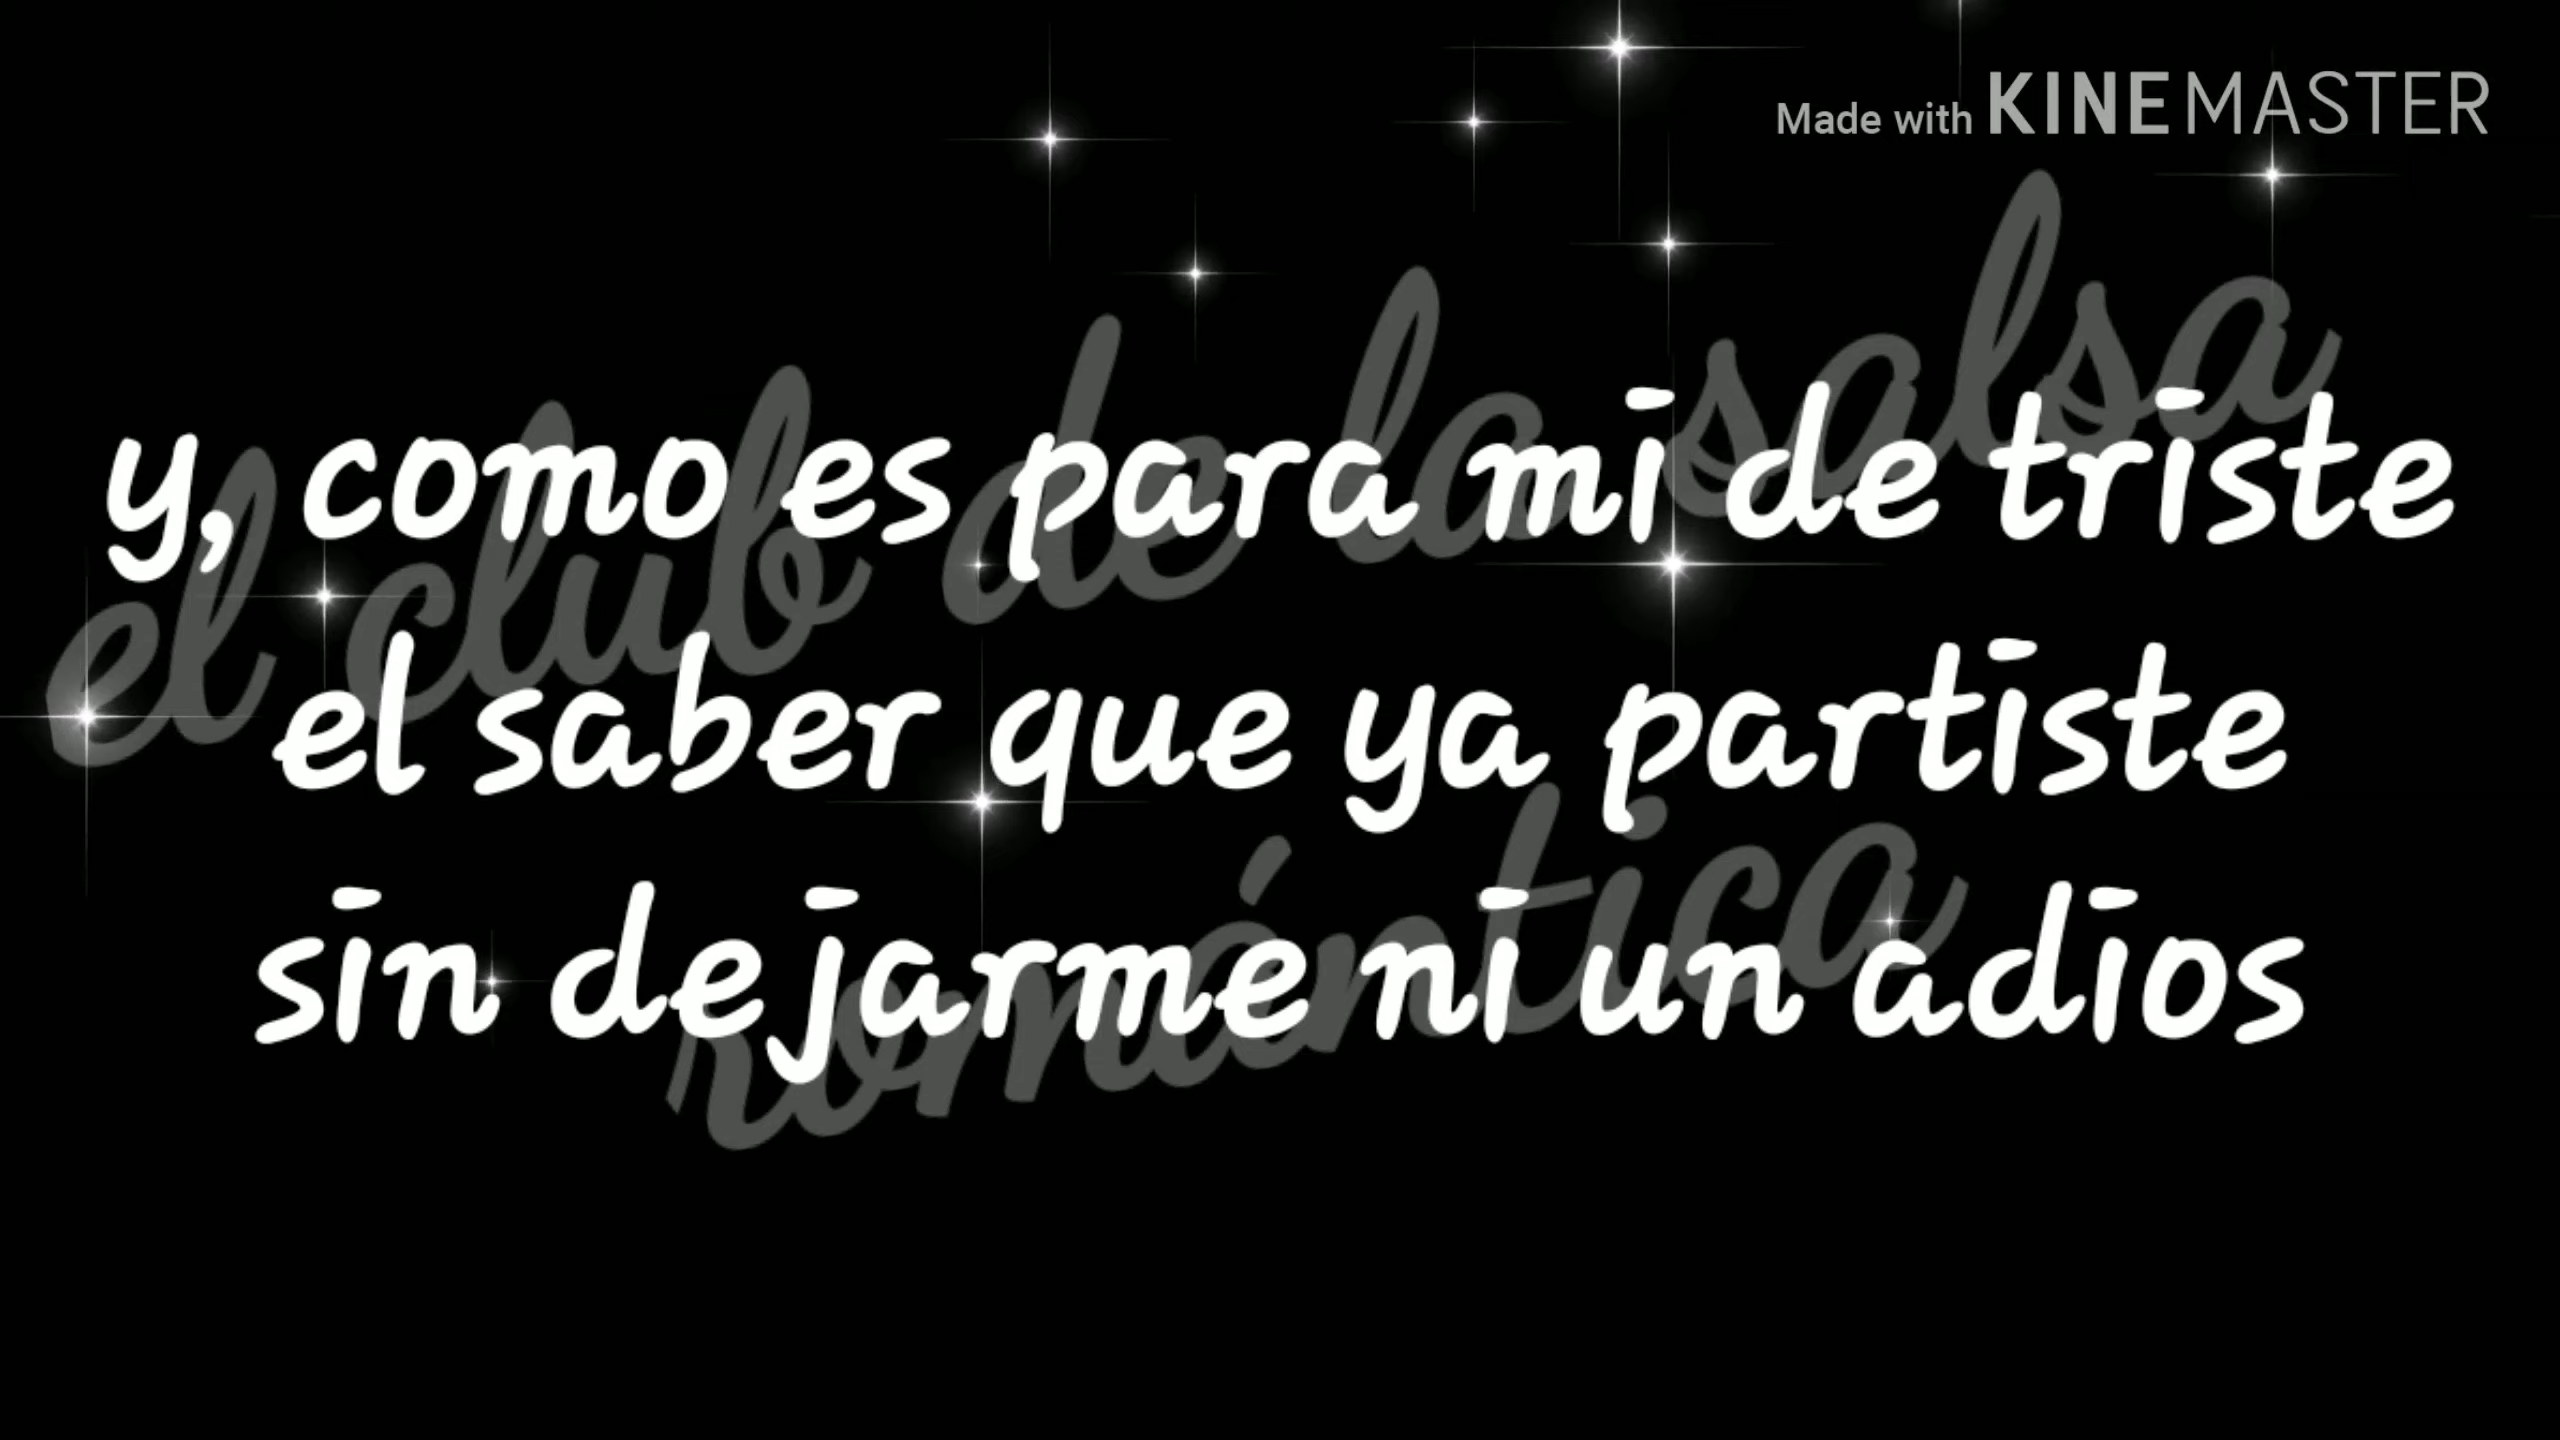 Made with KINEMASTER
y, como es para mi de triste
el saber que ya partiste
sin dejarme ni un adios
el club de la salsa
romántica